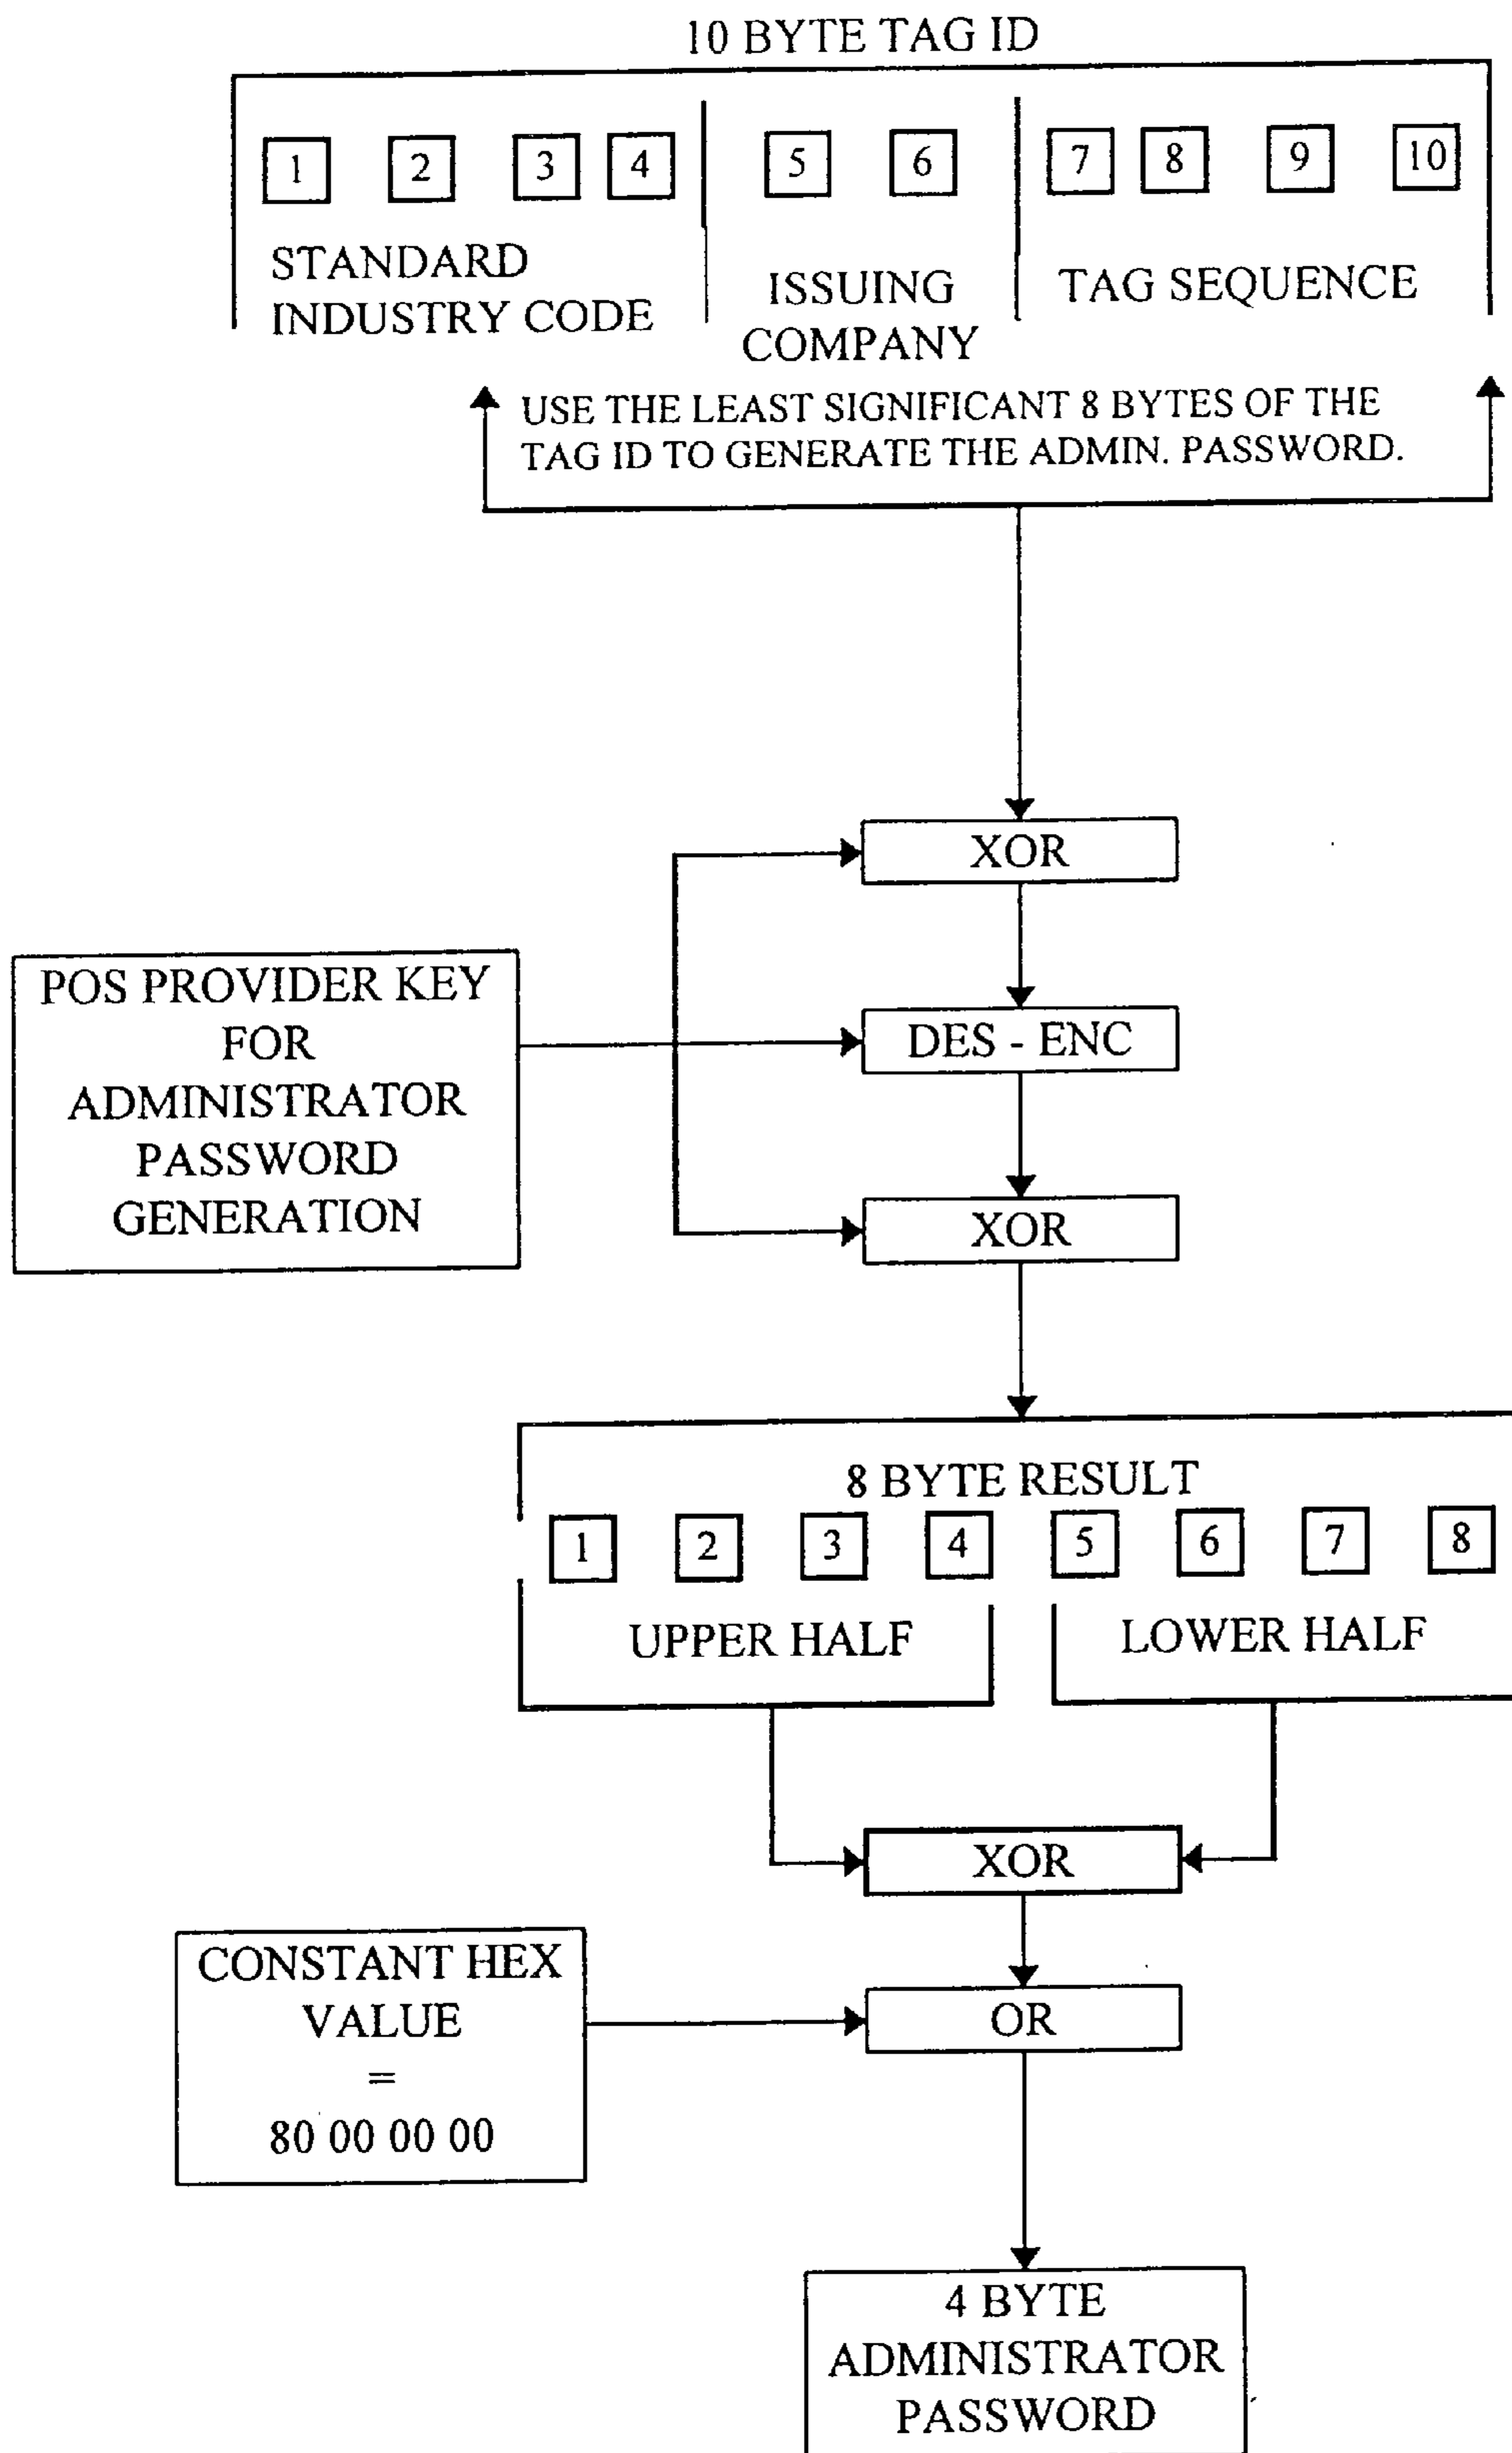 10 BYTE TAG ID
1 2 3 4 5 6 7 8 9 10
STANDARD
INDUSTRY CODE
ISSUING
COMPANY
TAG SEQUENCE
USE THE LEAST SIGNIFICANT 8 BYTES OF THE
TAG ID TO GENERATE THE ADMIN. PASSWORD.
XOR
POS PROVIDER KEY
FOR
ADMINISTRATOR
PASSWORD
GENERATION
DES - ENC
XOR
8 BYTE RESULT
1 2 3 4 5 6 7 8
UPPER HALF
LOWER HALF
XOR
CONSTANT HEX
VALUE
=
80 00 00 00
OR
4 BYTE
ADMINISTRATOR
PASSWORD